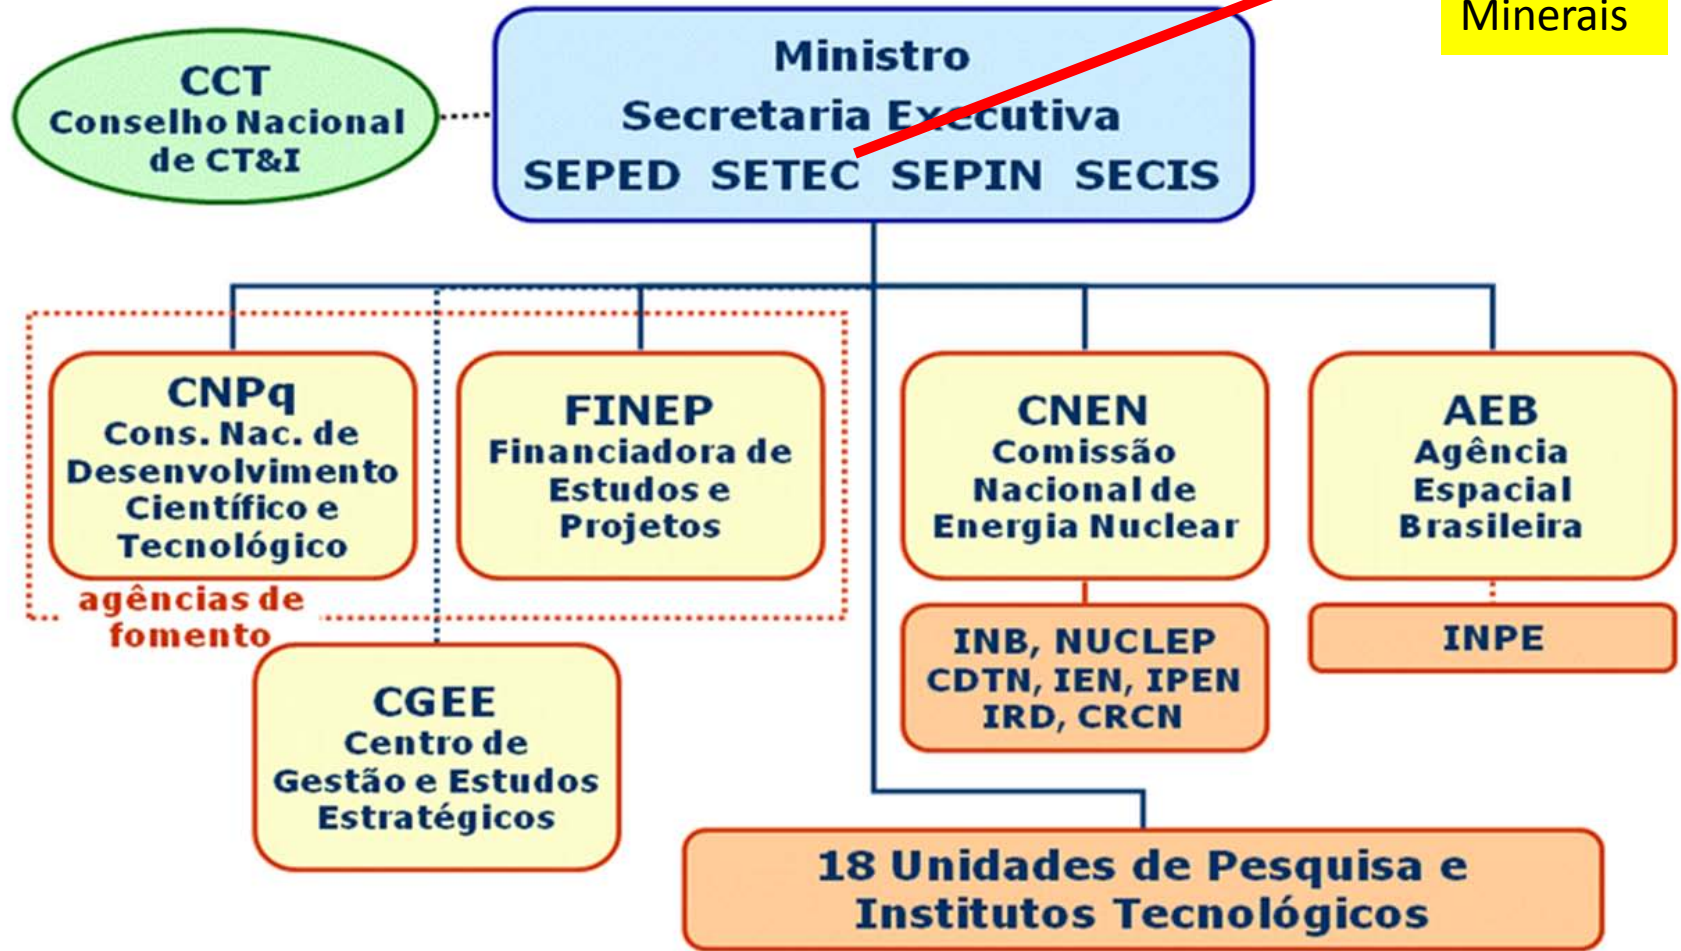 Minerais
CCT
Conselho Nacional
de CT&I
Ministro
Secretaria Executiva
SEPED SETEC SEPIN SECIS
CNPq
Cons. Nac. de
Desenvolvimento
Científico e
Tecnológico
FINEP
Financiadora de
Estudos e
Projetos
CNEN
Comissão
Nacional de
Energia Nuclear
AEB
Agência
Espacial
Brasileira
agências de
fomento
INB, NUCLEP
CDTN, IEN, IPEN
IRD, CRCN
INPE
CGEE
Centro de
Gestão e Estudos
Estratégicos
18 Unidades de Pesquisa e
Institutos Tecnológicos